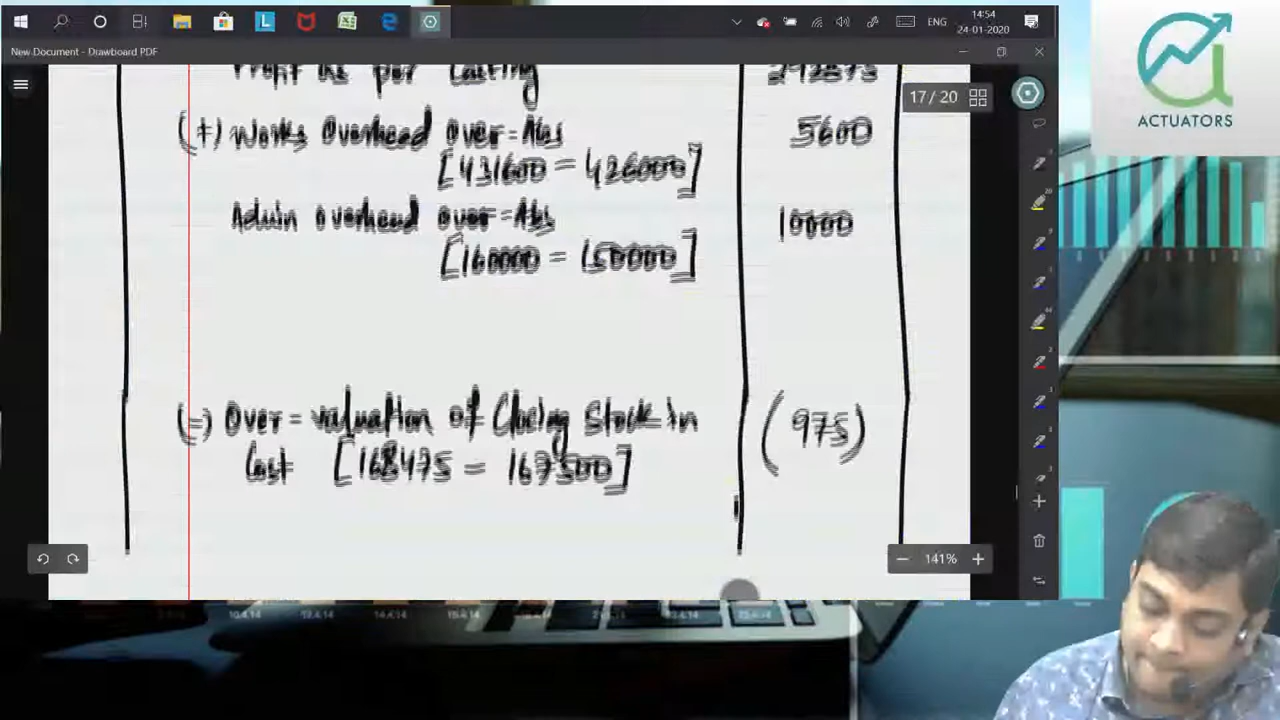 14:54
ENG
24-01-2020
New Document - Drawboard PDF
Profit as per Costing
242875
17 / 20
(+) Works Overhead Over-Abs
5600
[431600 - 426000]
Admin overhead over-Abs
10000
[160000 - 150000]
(-) Over-valuation of Closing Stock in
(975)
Cost [168475 - 167500]
141%
ACTUATORS